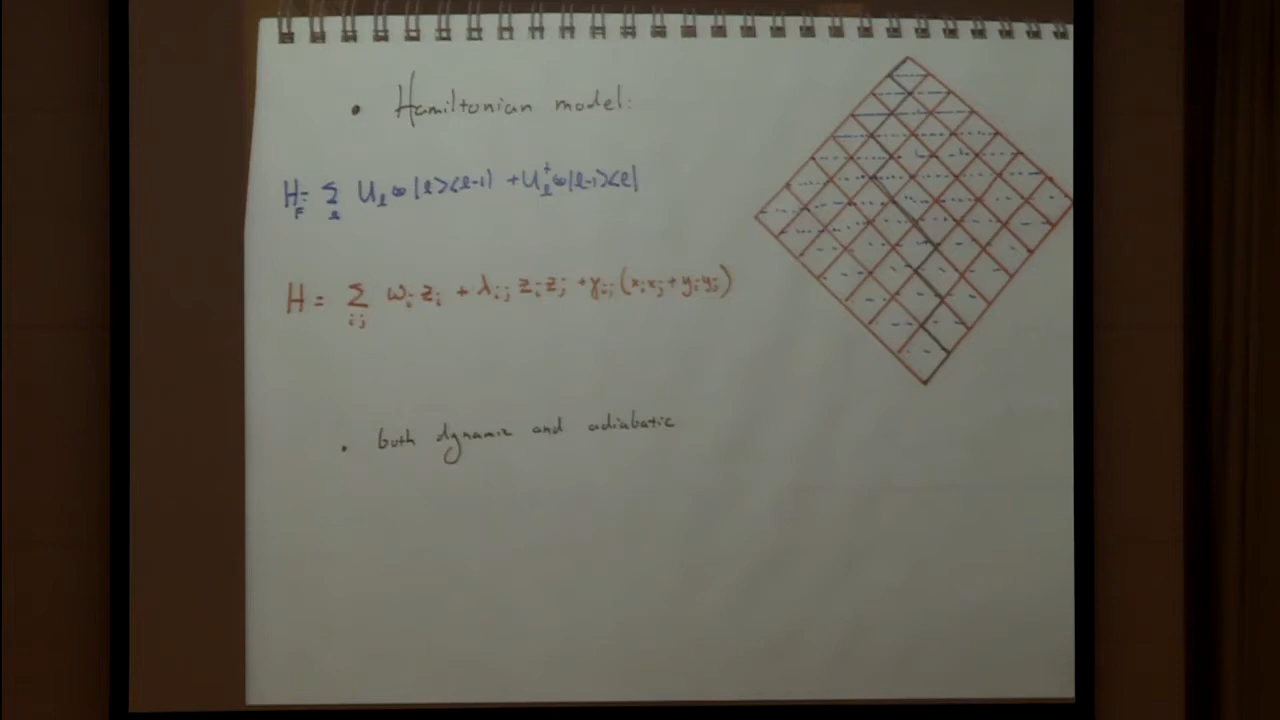 • Hamiltonian model:
H_F = Σ_ℓ U_ℓ ⊗ |ℓ><ℓ-1| + U_ℓ^† ⊗ |ℓ-1><ℓ|
H = Σ_ij ω_i z_i + λ_ij z_i z_j + γ_ij (x_i x_j + y_i y_j)
• both dynamic and adiabatic